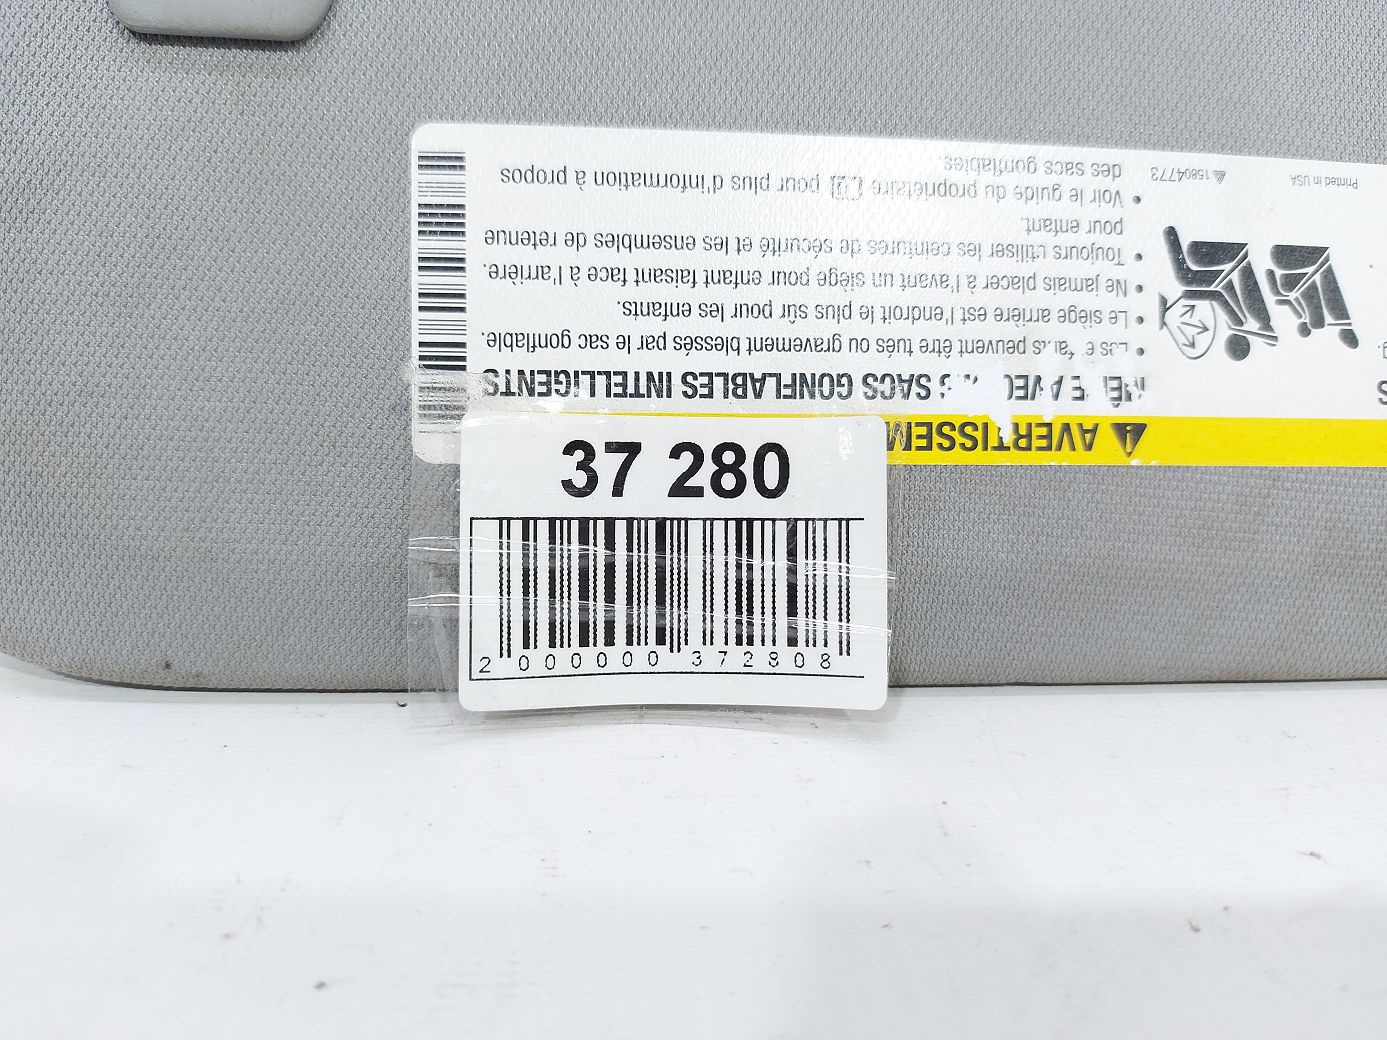 37 280
2 000000 372808
AVERTISSEM
SACS GONFLABLES INTELLIGENTS
peuvent être tués ou gravement blessés par le sac gonflable.
• Le siège arrière est l'endroit le plus sûr pour les enfants.
• Ne jamais placer à l'avant un siège pour enfant faisant face à l'arrière.
• Toujours utiliser les ceintures de sécurité et les ensembles de retenue
pour enfant.
• Voir le guide du propriétaire pour plus d'information à propos
des sacs gonflables.
15804773
Printed in USA